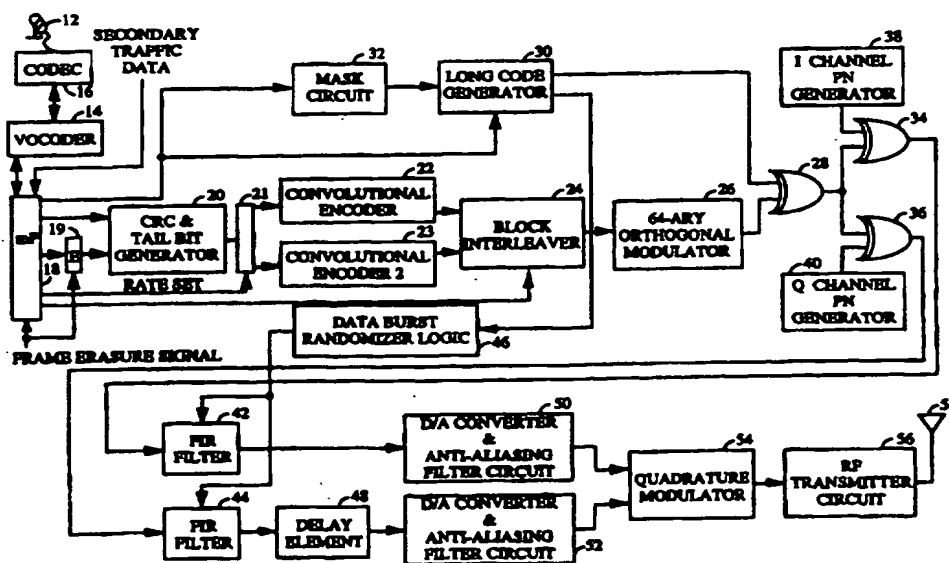 12
SECONDARY
TRAFFIC
DATA
CODEC
16
14
VOCODER
32
MASK
CIRCUIT
30
LONG CODE
GENERATOR
38
I CHANNEL
PN
GENERATOR
34
28
18
19
E
20
CRC &
TAIL BIT
GENERATOR
21
RATE SET
22
CONVOLUTIONAL
ENCODER
23
CONVOLUTIONAL
ENCODER 2
24
BLOCK
INTERLEAVER
26
64-ARY
ORTHOGONAL
MODULATOR
36
40
Q CHANNEL
PN
GENERATOR
FRAME ERASURE SIGNAL
DATA BURST
RANDOMIZER LOGIC
46
42
FIR
FILTER
44
FIR
FILTER
48
DELAY
ELEMENT
50
D/A CONVERTER
&
ANTI-ALIASING
FILTER CIRCUIT
D/A CONVERTER
&
ANTI-ALIASING
FILTER CIRCUIT
52
54
QUADRATURE
MODULATOR
56
RF
TRANSMITTER
CIRCUIT